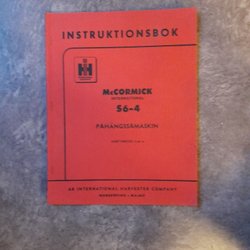 INSTRUKTIONSBOK
McCORMICK
INTERNATIONAL
S6-4
PÅHÄNGSSÅMASKIN
AB INTERNATIONAL HARVESTER COMPANY